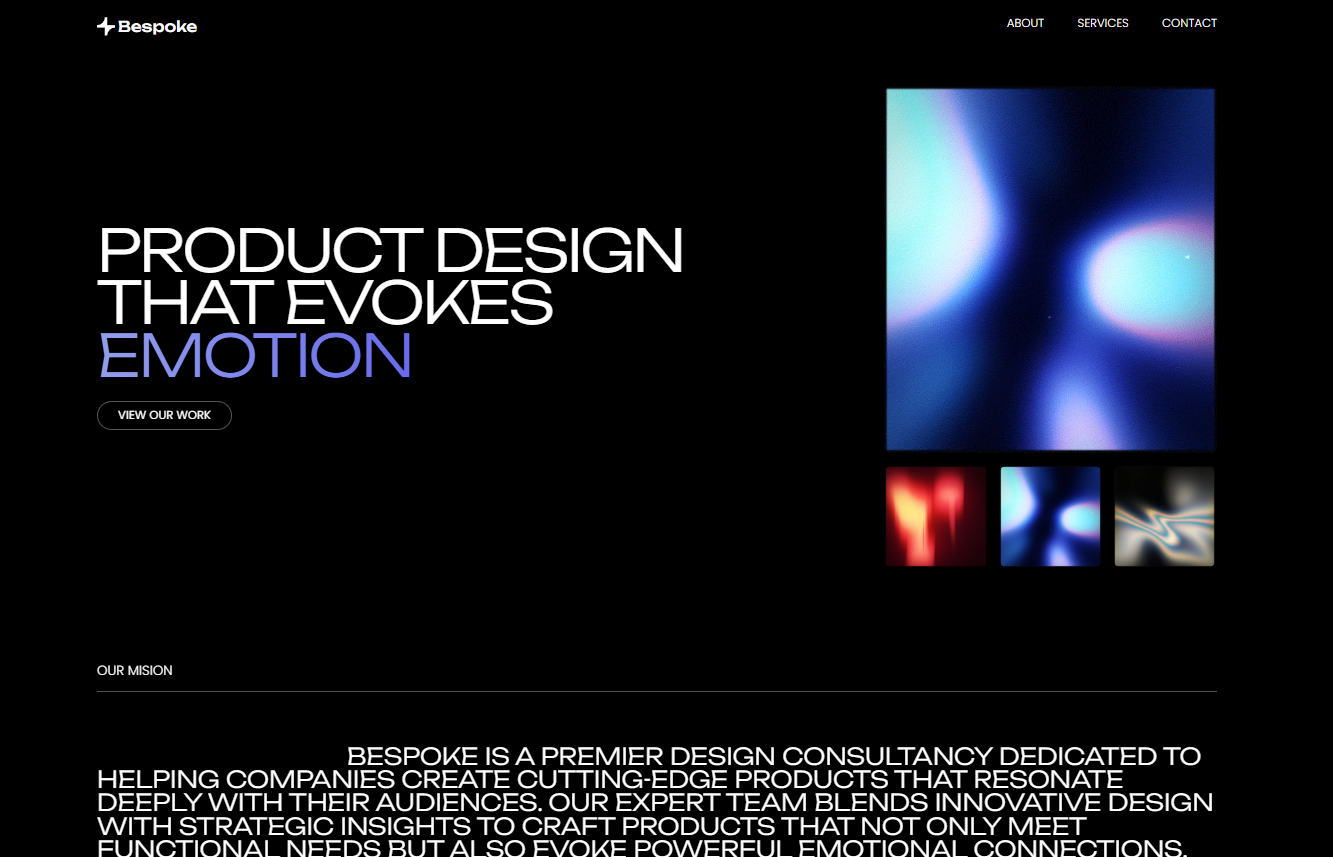 Bespoke
ABOUT SERVICES CONTACT
PRODUCT DESIGN
THAT EVOKES
EMOTION
VIEW OUR WORK
OUR MISION
BESPOKE IS A PREMIER DESIGN CONSULTANCY DEDICATED TO
HELPING COMPANIES CREATE CUTTING-EDGE PRODUCTS THAT RESONATE
DEEPLY WITH THEIR AUDIENCES. OUR EXPERT TEAM BLENDS INNOVATIVE DESIGN
WITH STRATEGIC INSIGHTS TO CRAFT PRODUCTS THAT NOT ONLY MEET
FUNCTIONAL NEEDS BUT ALSO EVOKE POWERFUL EMOTIONAL CONNECTIONS.